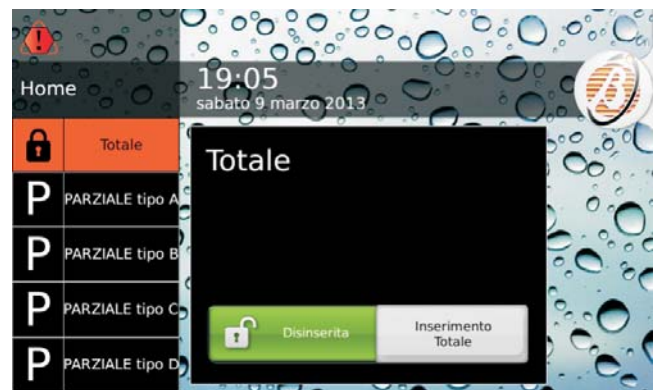 Home
19:05
sabato 9 marzo 2013
Totale
P PARZIALE tipo A
P PARZIALE tipo B
P PARZIALE tipo C
P PARZIALE tipo D
Totale
Disinserita
Inserimento
Totale